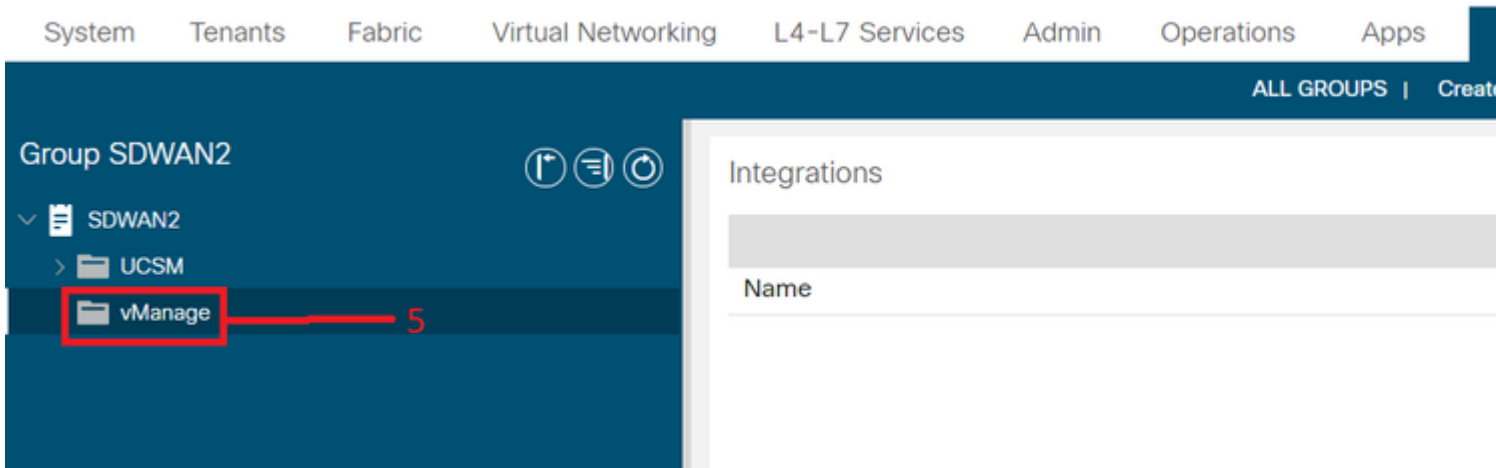 System Tenants Fabric Virtual Networking L4-L7 Services Admin Operations Apps
ALL GROUPS |
Group SDWAN2
SDWAN2
UCSM
vManage
5
Integrations
Name